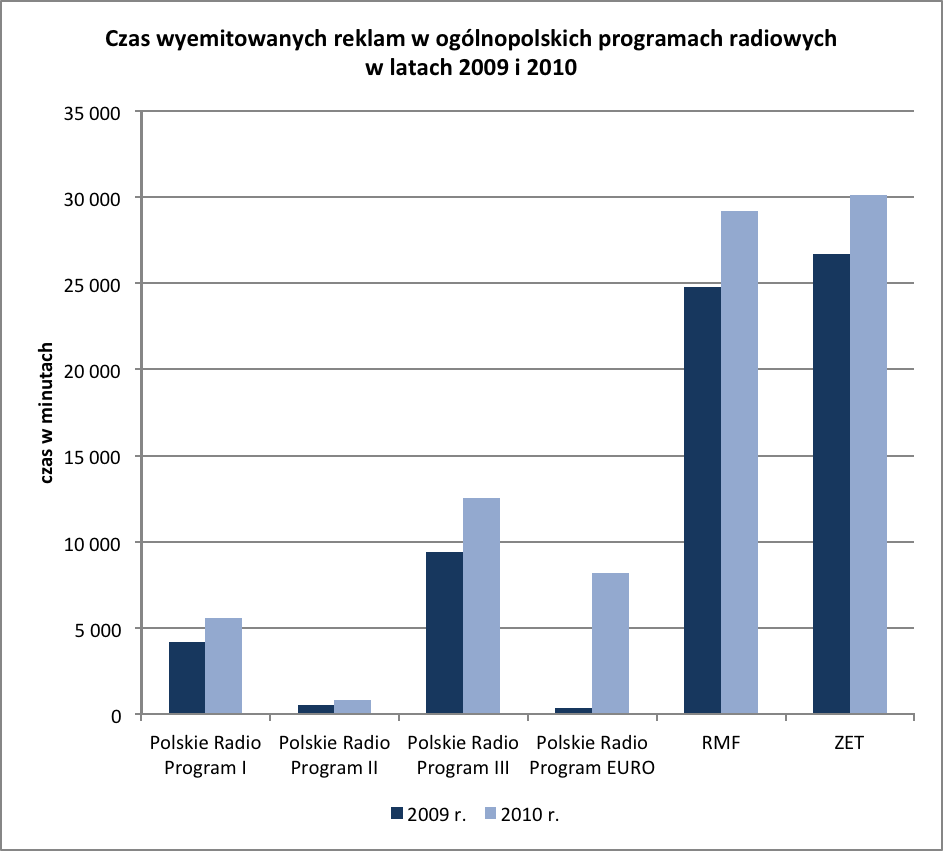 Czas wyemitowanych reklam w ogólnopolskich programach radiowych
w latach 2009 i 2010
35 000
30 000
25 000
20 000
15 000
10 000
5 000
0
czas w minutach
Polskie Radio Program I
Polskie Radio Program II
Polskie Radio Program III
Polskie Radio Program EURO
RMF
ZET
2009 r.
2010 r.